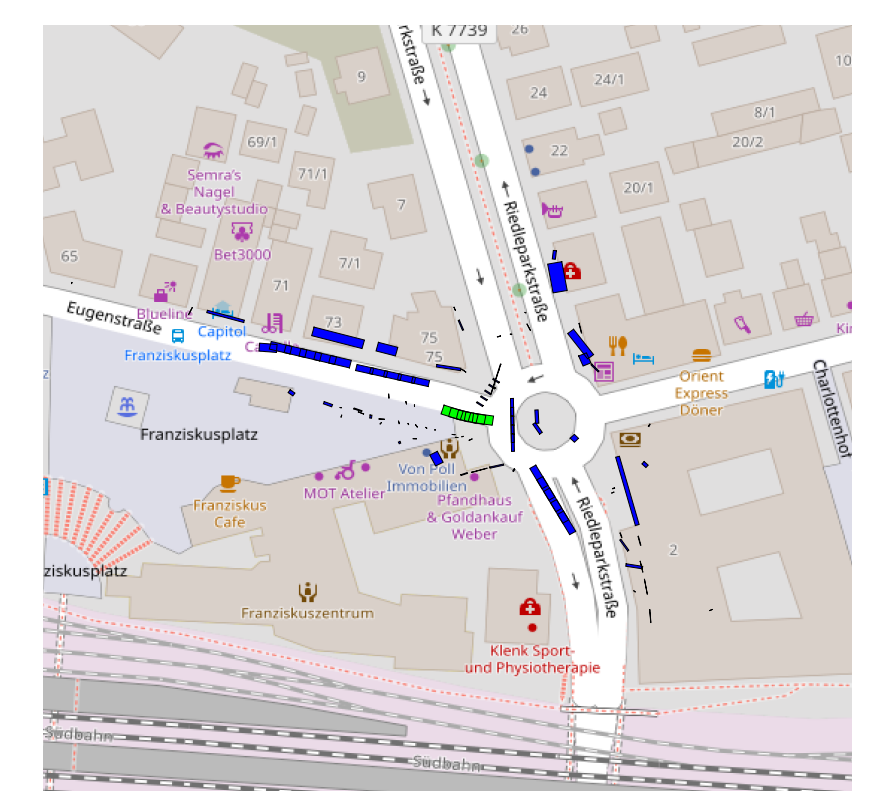 K 7739
26
rkstraße
9
24/1
10
24
8/1
69/1
22
20/2
Semra's
Nagel
& Beautystudio
71/1
20/1
7
Riedleparkstraße
Bet3000
65
7/1
71
Blueline
Eugenstraße
Capitol
73
75
Franziskusplatz
75
Orient
Express
Döner
Charlottenhof
Franziskusplatz
Von Poll
Immobilien
MOT Atelier
Pfandhaus
& Goldankauf
Weber
Franziskus
Cafe
Riedleparkstraße
2
ziskusplatz
Franziskuszentrum
Klenk Sport-
und Physiotherapie
Südbahn
Südbahn